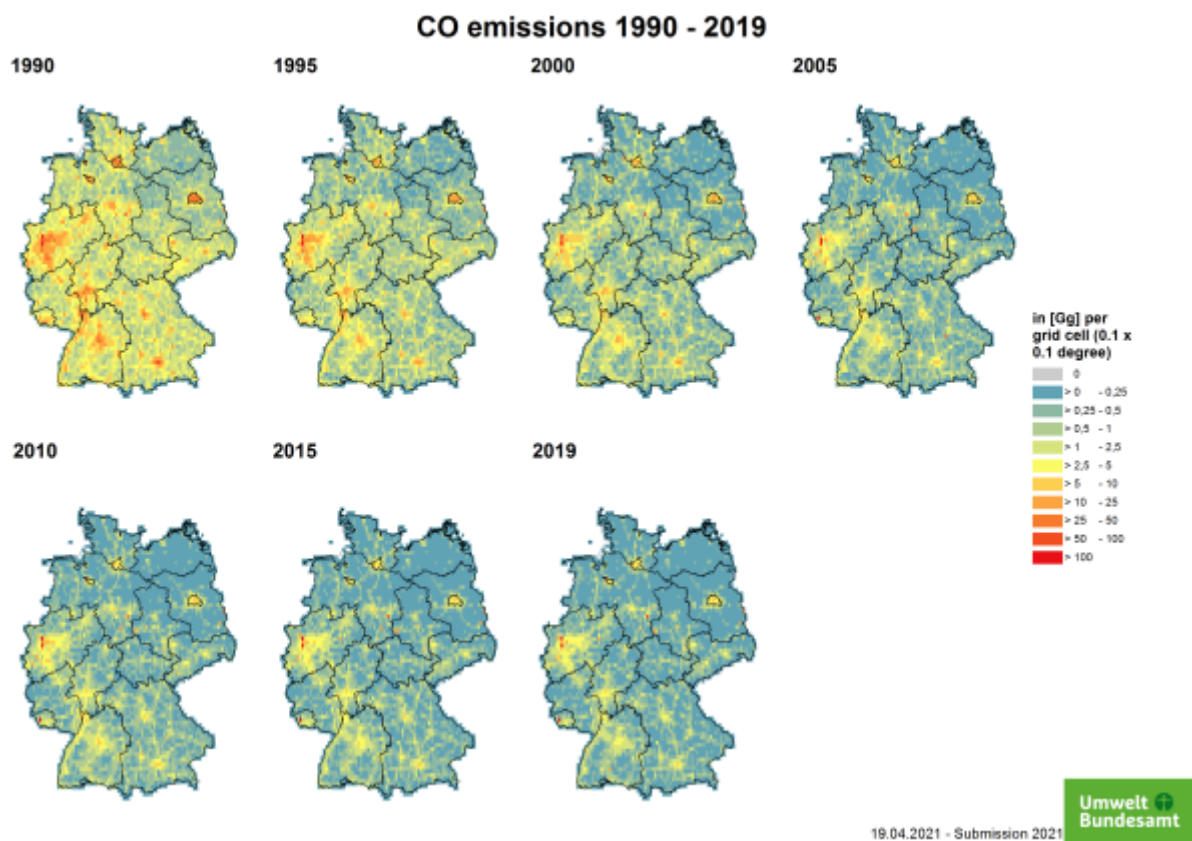 CO emissions 1990 - 2019
1990
1995
2000
2005
in [Gg] per
grid cell (0.1 x
0.1 degree)
0
> 0 - 0,25
> 0,25 - 0,5
> 0,5 - 1
> 1 - 2,5
> 2,5 - 5
> 5 - 10
> 10 - 25
> 25 - 50
> 50 - 100
> 100
2010
2015
2019
Umwelt
Bundesamt
19.04.2021 - Submission 2021